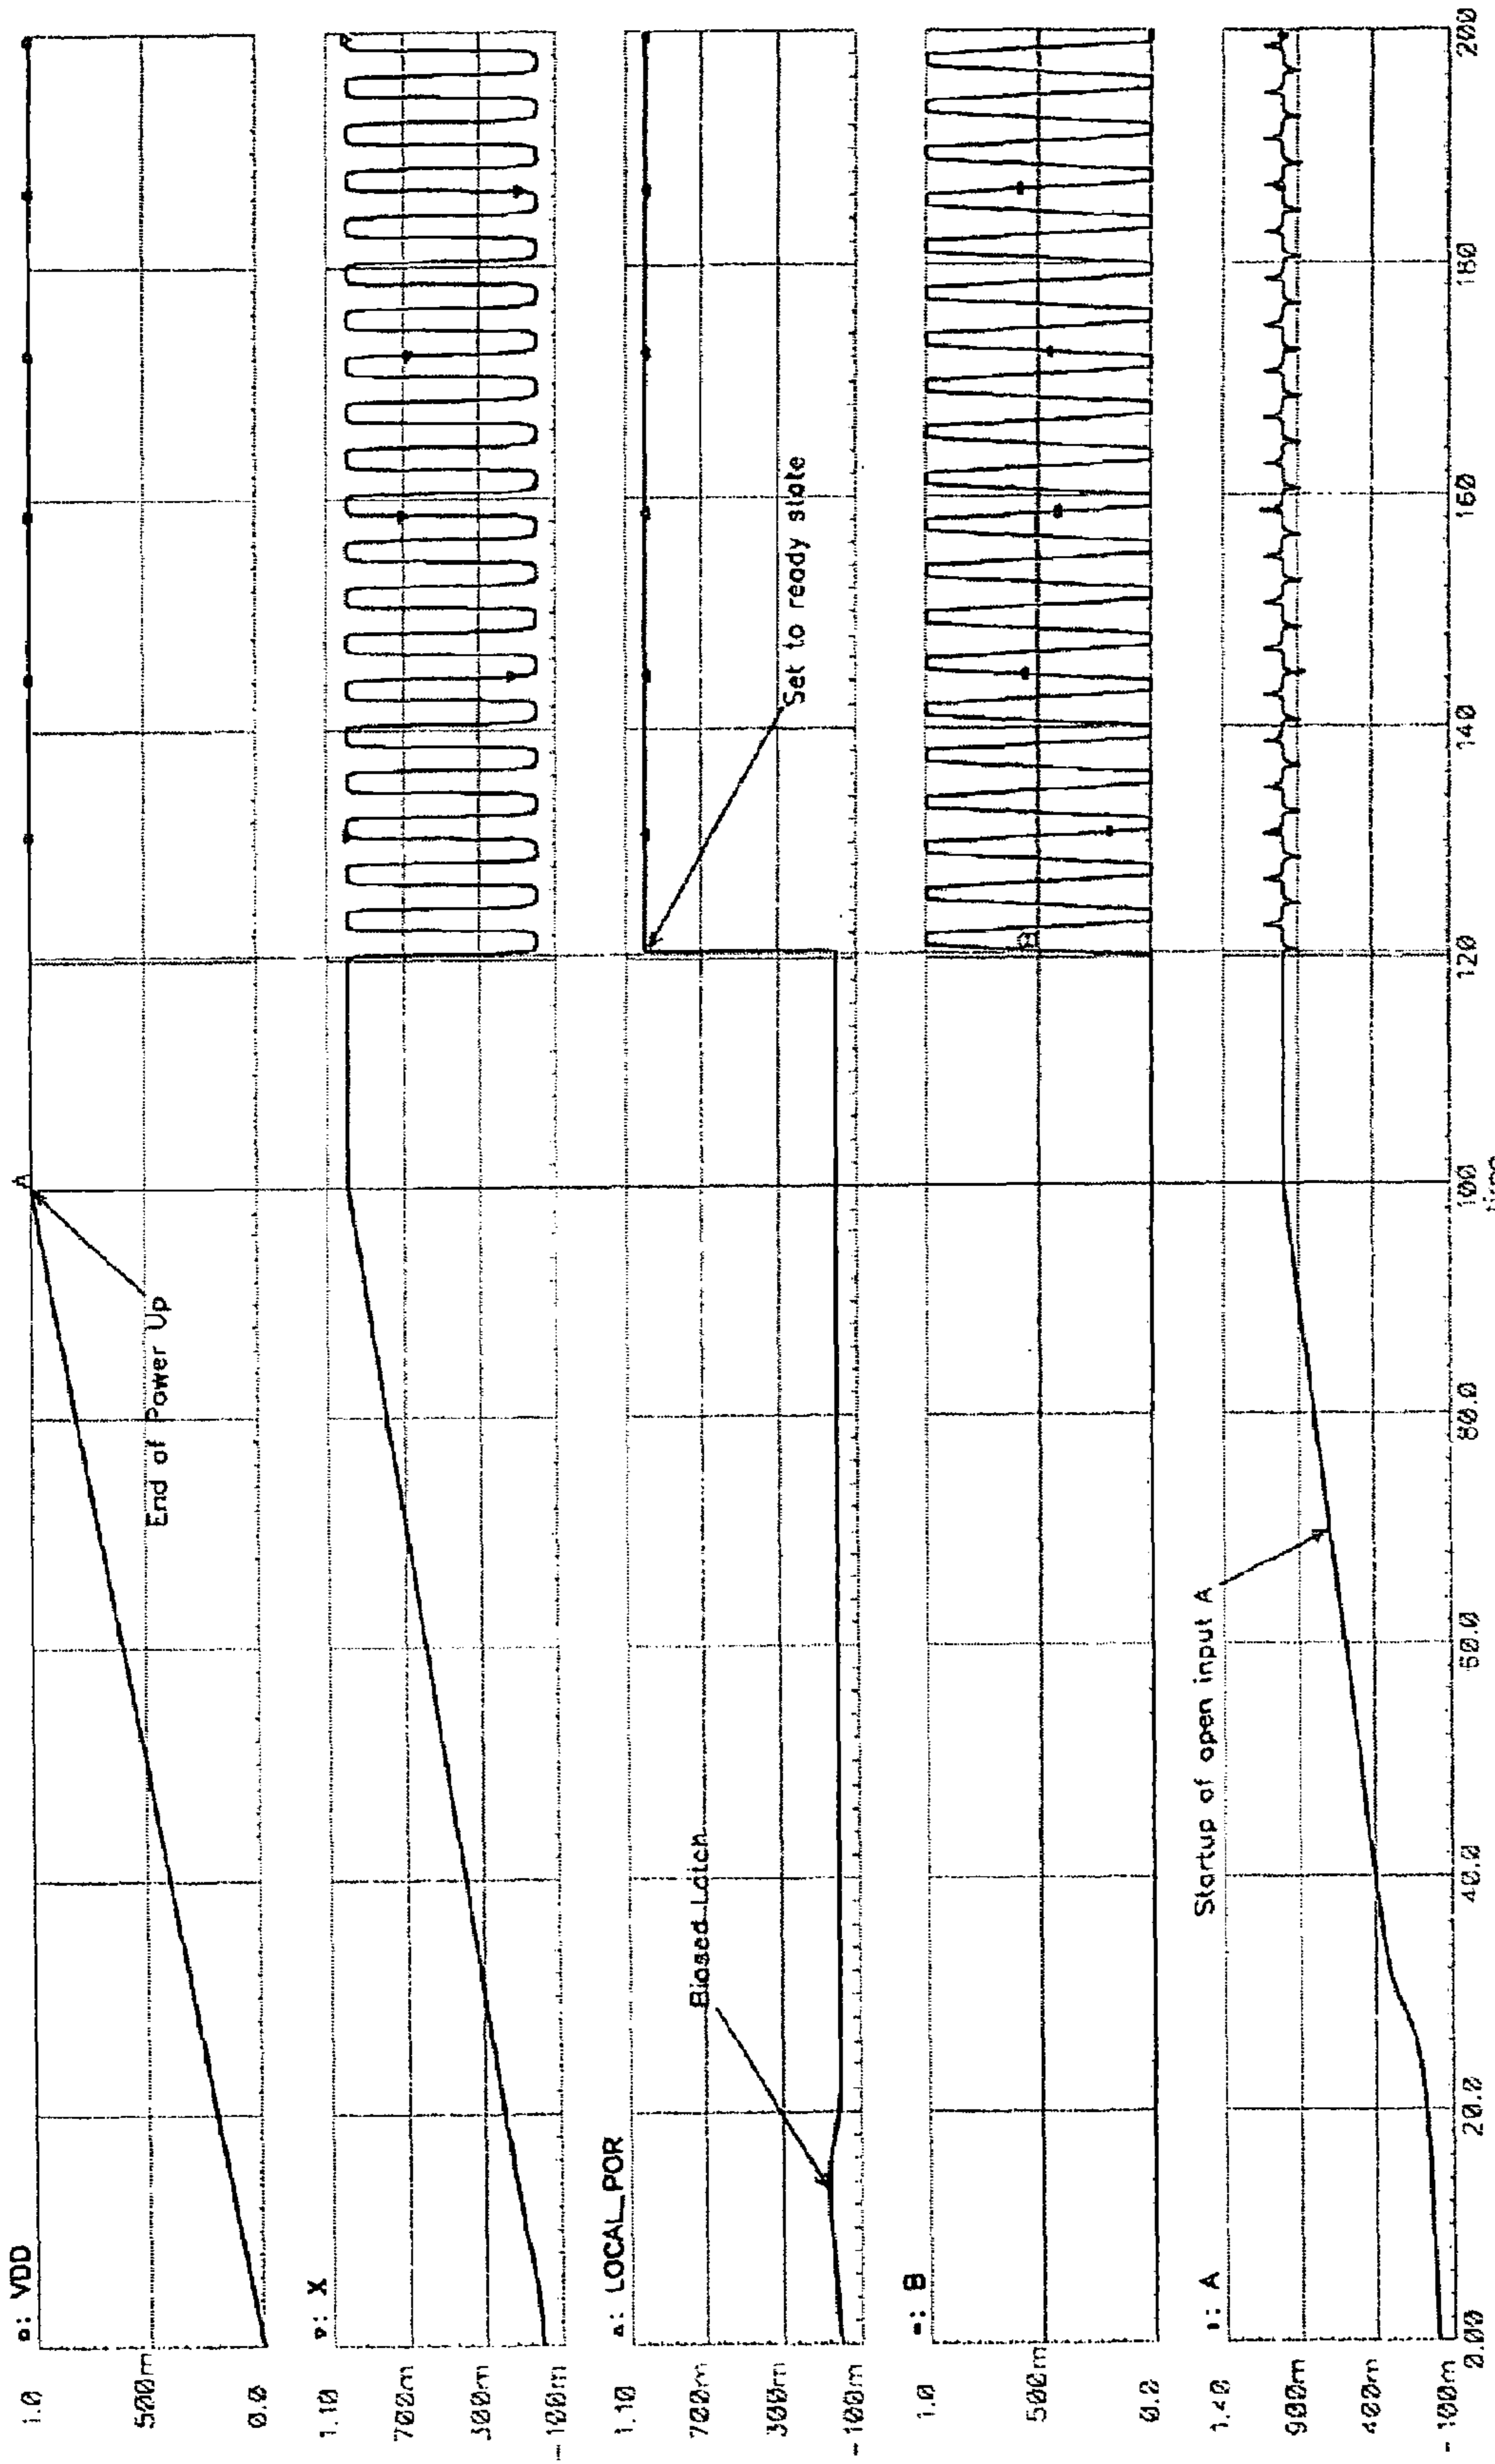 ▫: VDD
1.0
500m
0.0
End of Power Up
A
▿: X
1.10
700m
300m
-100m
▵: LOCAL_POR
1.10
700m
300m
-100m
Biased Latch
Set to ready state
-: B
1.0
500m
0.0
B
ı: A
1.40
900m
400m
-100m
Startup of open input A
0.00
20.0
40.0
60.0
80.0
100
120
140
160
180
200
time